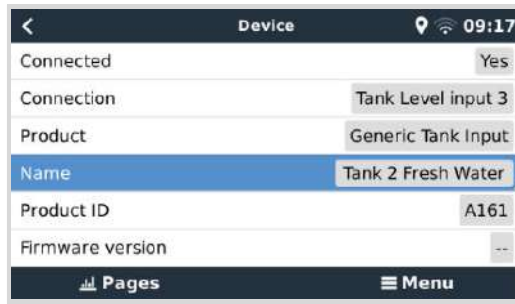 Device 09:17
Connected Yes
Connection Tank Level input 3
Product Generic Tank Input
Name Tank 2 Fresh Water
Product ID A161
Firmware version --
Pages Menu